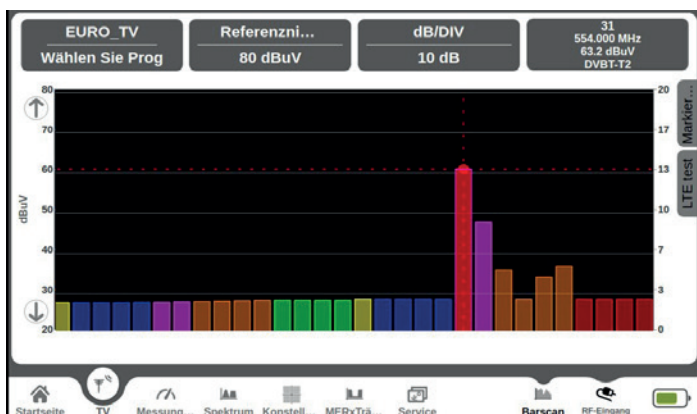 EURO_TV
Wählen Sie Prog
Referenzni...
80 dBuV
dB/DIV
10 dB
31
554.000 MHz
63.2 dBuV
DVBT-T2
80
70
60
50
40
30
20
dBuV
20
17
13
10
7
3
0
Markier...
LTE test
Startseite
TV
Messung...
Spektrum
Konstell...
MERxTrä...
Service
Barscan
RF-Eingang